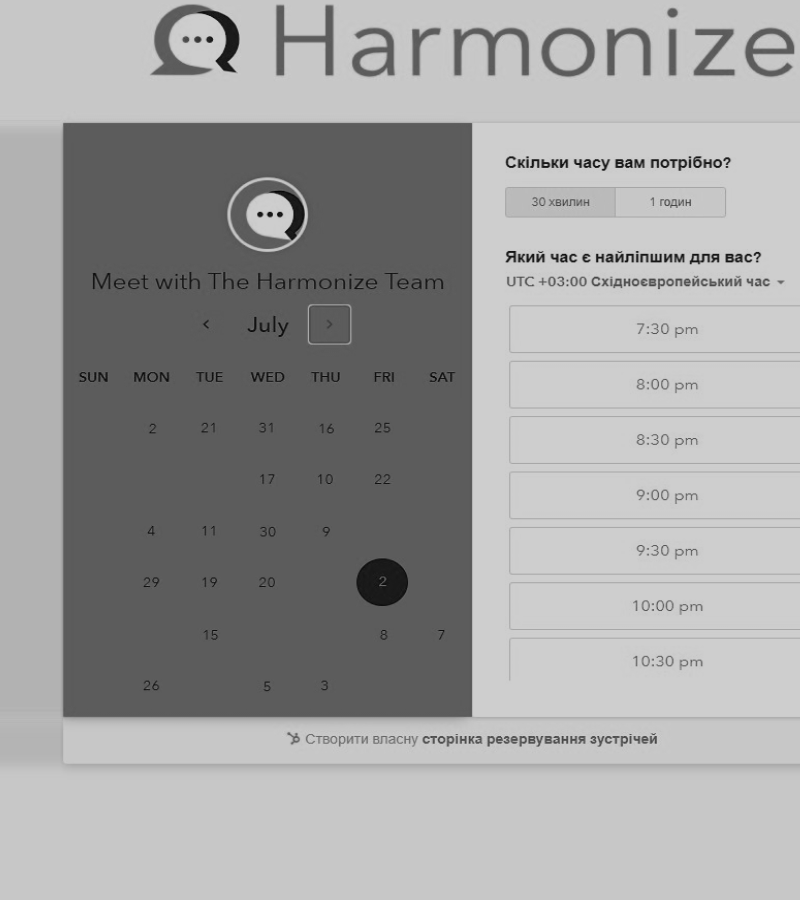 Harmonize
Meet with The Harmonize Team
July
SUN MON TUE WED THU FRI SAT
2 21 31 16 25
17 10 22
4 11 30 9
29 19 20 2
15 8 7
26 5 3
Скільки часу вам потрібно?
30 хвилин 1 годин
Який час є найліпшим для вас?
UTC +03:00 Східноєвропейський час
7:30 pm
8:00 pm
8:30 pm
9:00 pm
9:30 pm
10:00 pm
10:30 pm
Створити власну сторінка резервування зустрічей